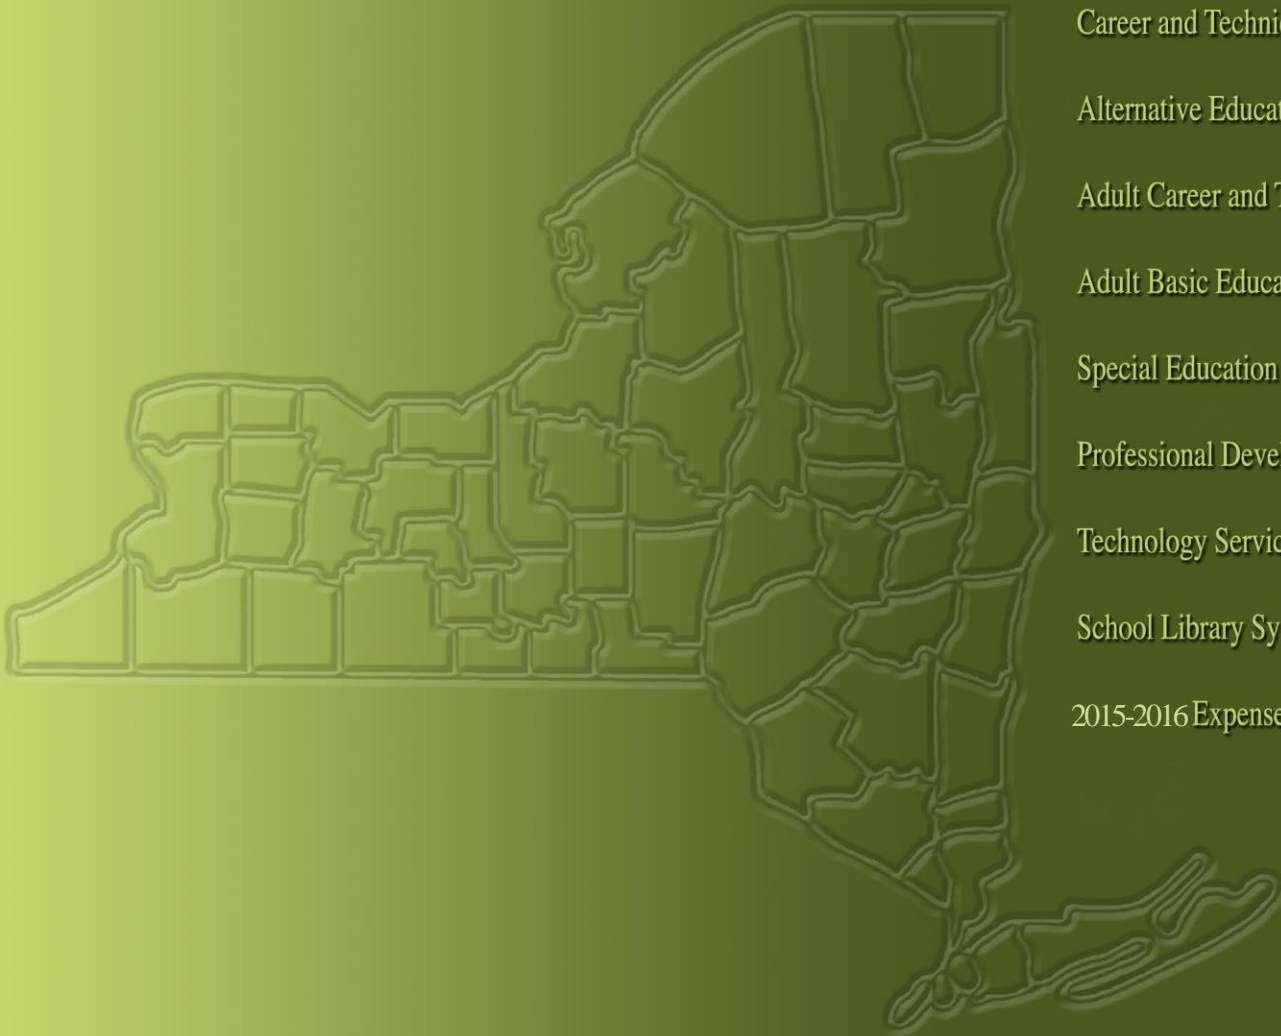 Career and Techni
Alternative Educat
Adult Career and T
Adult Basic Educa
Special Education
Professional Deve
Technology Servic
School Library Sy
2015-2016 Expense